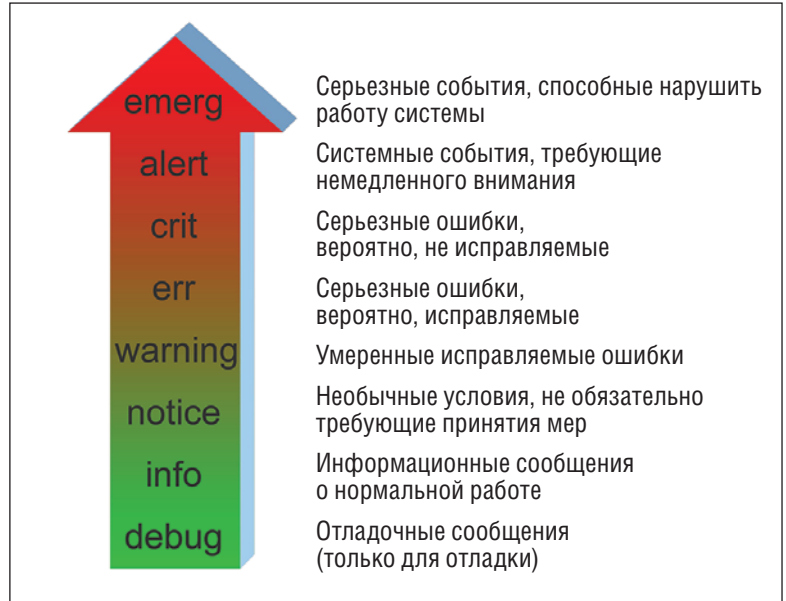 emerg
Серьезные события, способные нарушить
работу системы
alert
Системные события, требующие
немедленного внимания
crit
Серьезные ошибки,
вероятно, не исправляемые
err
Серьезные ошибки,
вероятно, исправляемые
warning
Умеренные исправляемые ошибки
notice
Необычные условия, не обязательно
требующие принятия мер
info
Информационные сообщения
о нормальной работе
debug
Отладочные сообщения
(только для отладки)